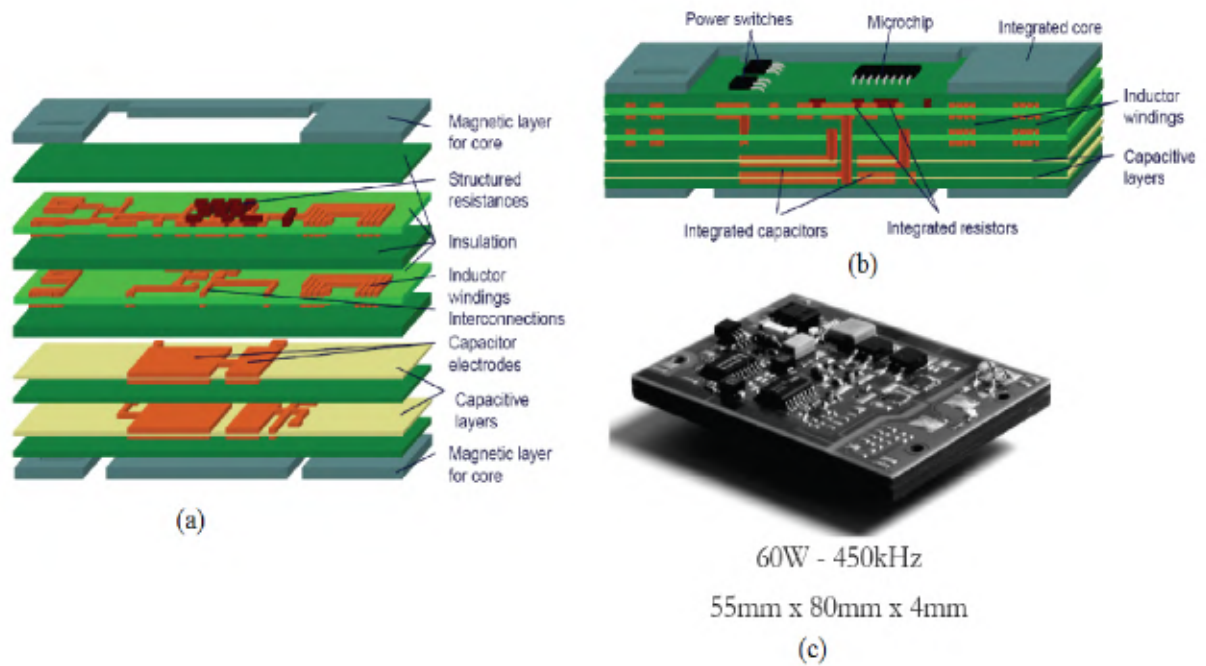 Magnetic layer
for core
Structured
resistances
Insulation
Inductor
windings
Interconnections
Capacitor
electrodes
Capacitive
layers
Magnetic layer
for core
(a)
Power switches
Microchip
Integrated core
Inductor
windings
Capacitive
layers
Integrated capacitors
Integrated resistors
(b)
60W - 450kHz
55mm x 80mm x 4mm
(c)